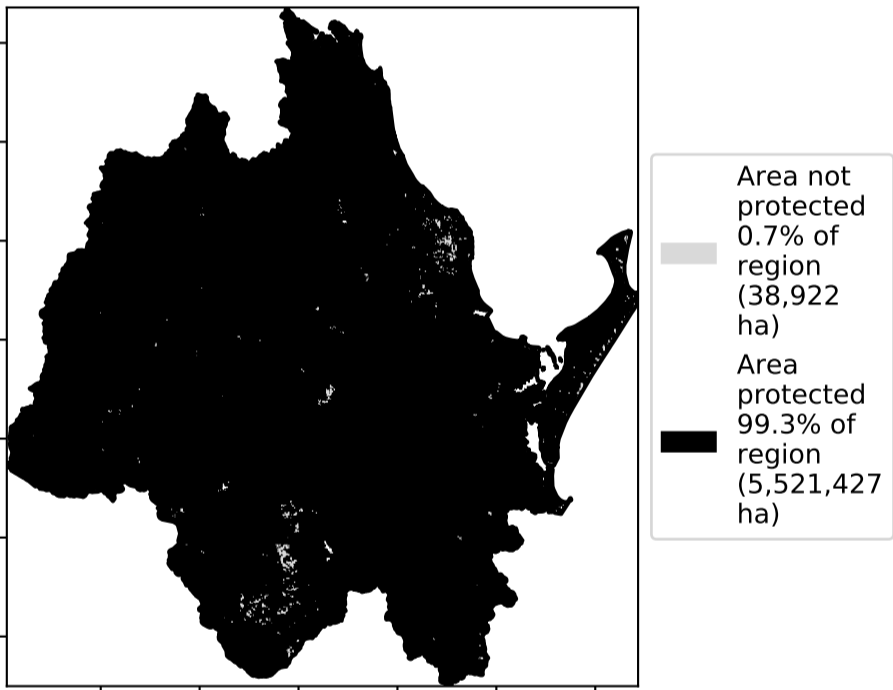 Area not
protected
0.7% of
region
(38,922
ha)
Area
protected
99.3% of
region
(5,521,427
ha)